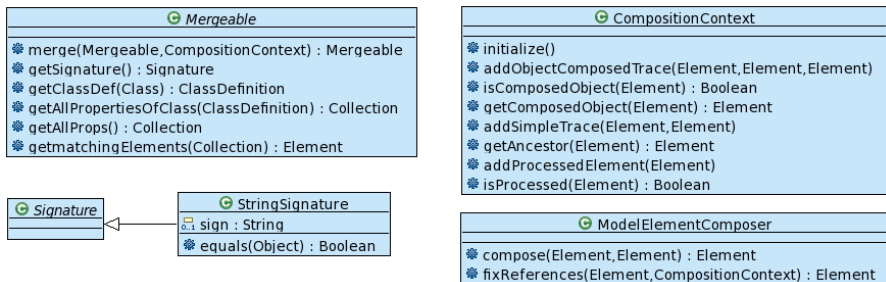 Mergeable
merge(Mergeable,CompositionContext) : Mergeable
getSignature() : Signature
getClassDef(Class) : ClassDefinition
getAllPropertiesOfClass(ClassDefinition) : Collection
getAllProps() : Collection
getmatchingElements(Collection) : Element
Signature
StringSignature
0..1 sign : String
equals(Object) : Boolean
CompositionContext
initialize()
addObjectComposedTrace(Element,Element,Element)
isComposedObject(Element) : Boolean
getComposedObject(Element) : Element
addSimpleTrace(Element,Element)
getAncestor(Element) : Element
addProcessedElement(Element)
isProcessed(Element) : Boolean
ModelElementComposer
compose(Element,Element) : Element
fixReferences(Element,CompositionContext) : Element